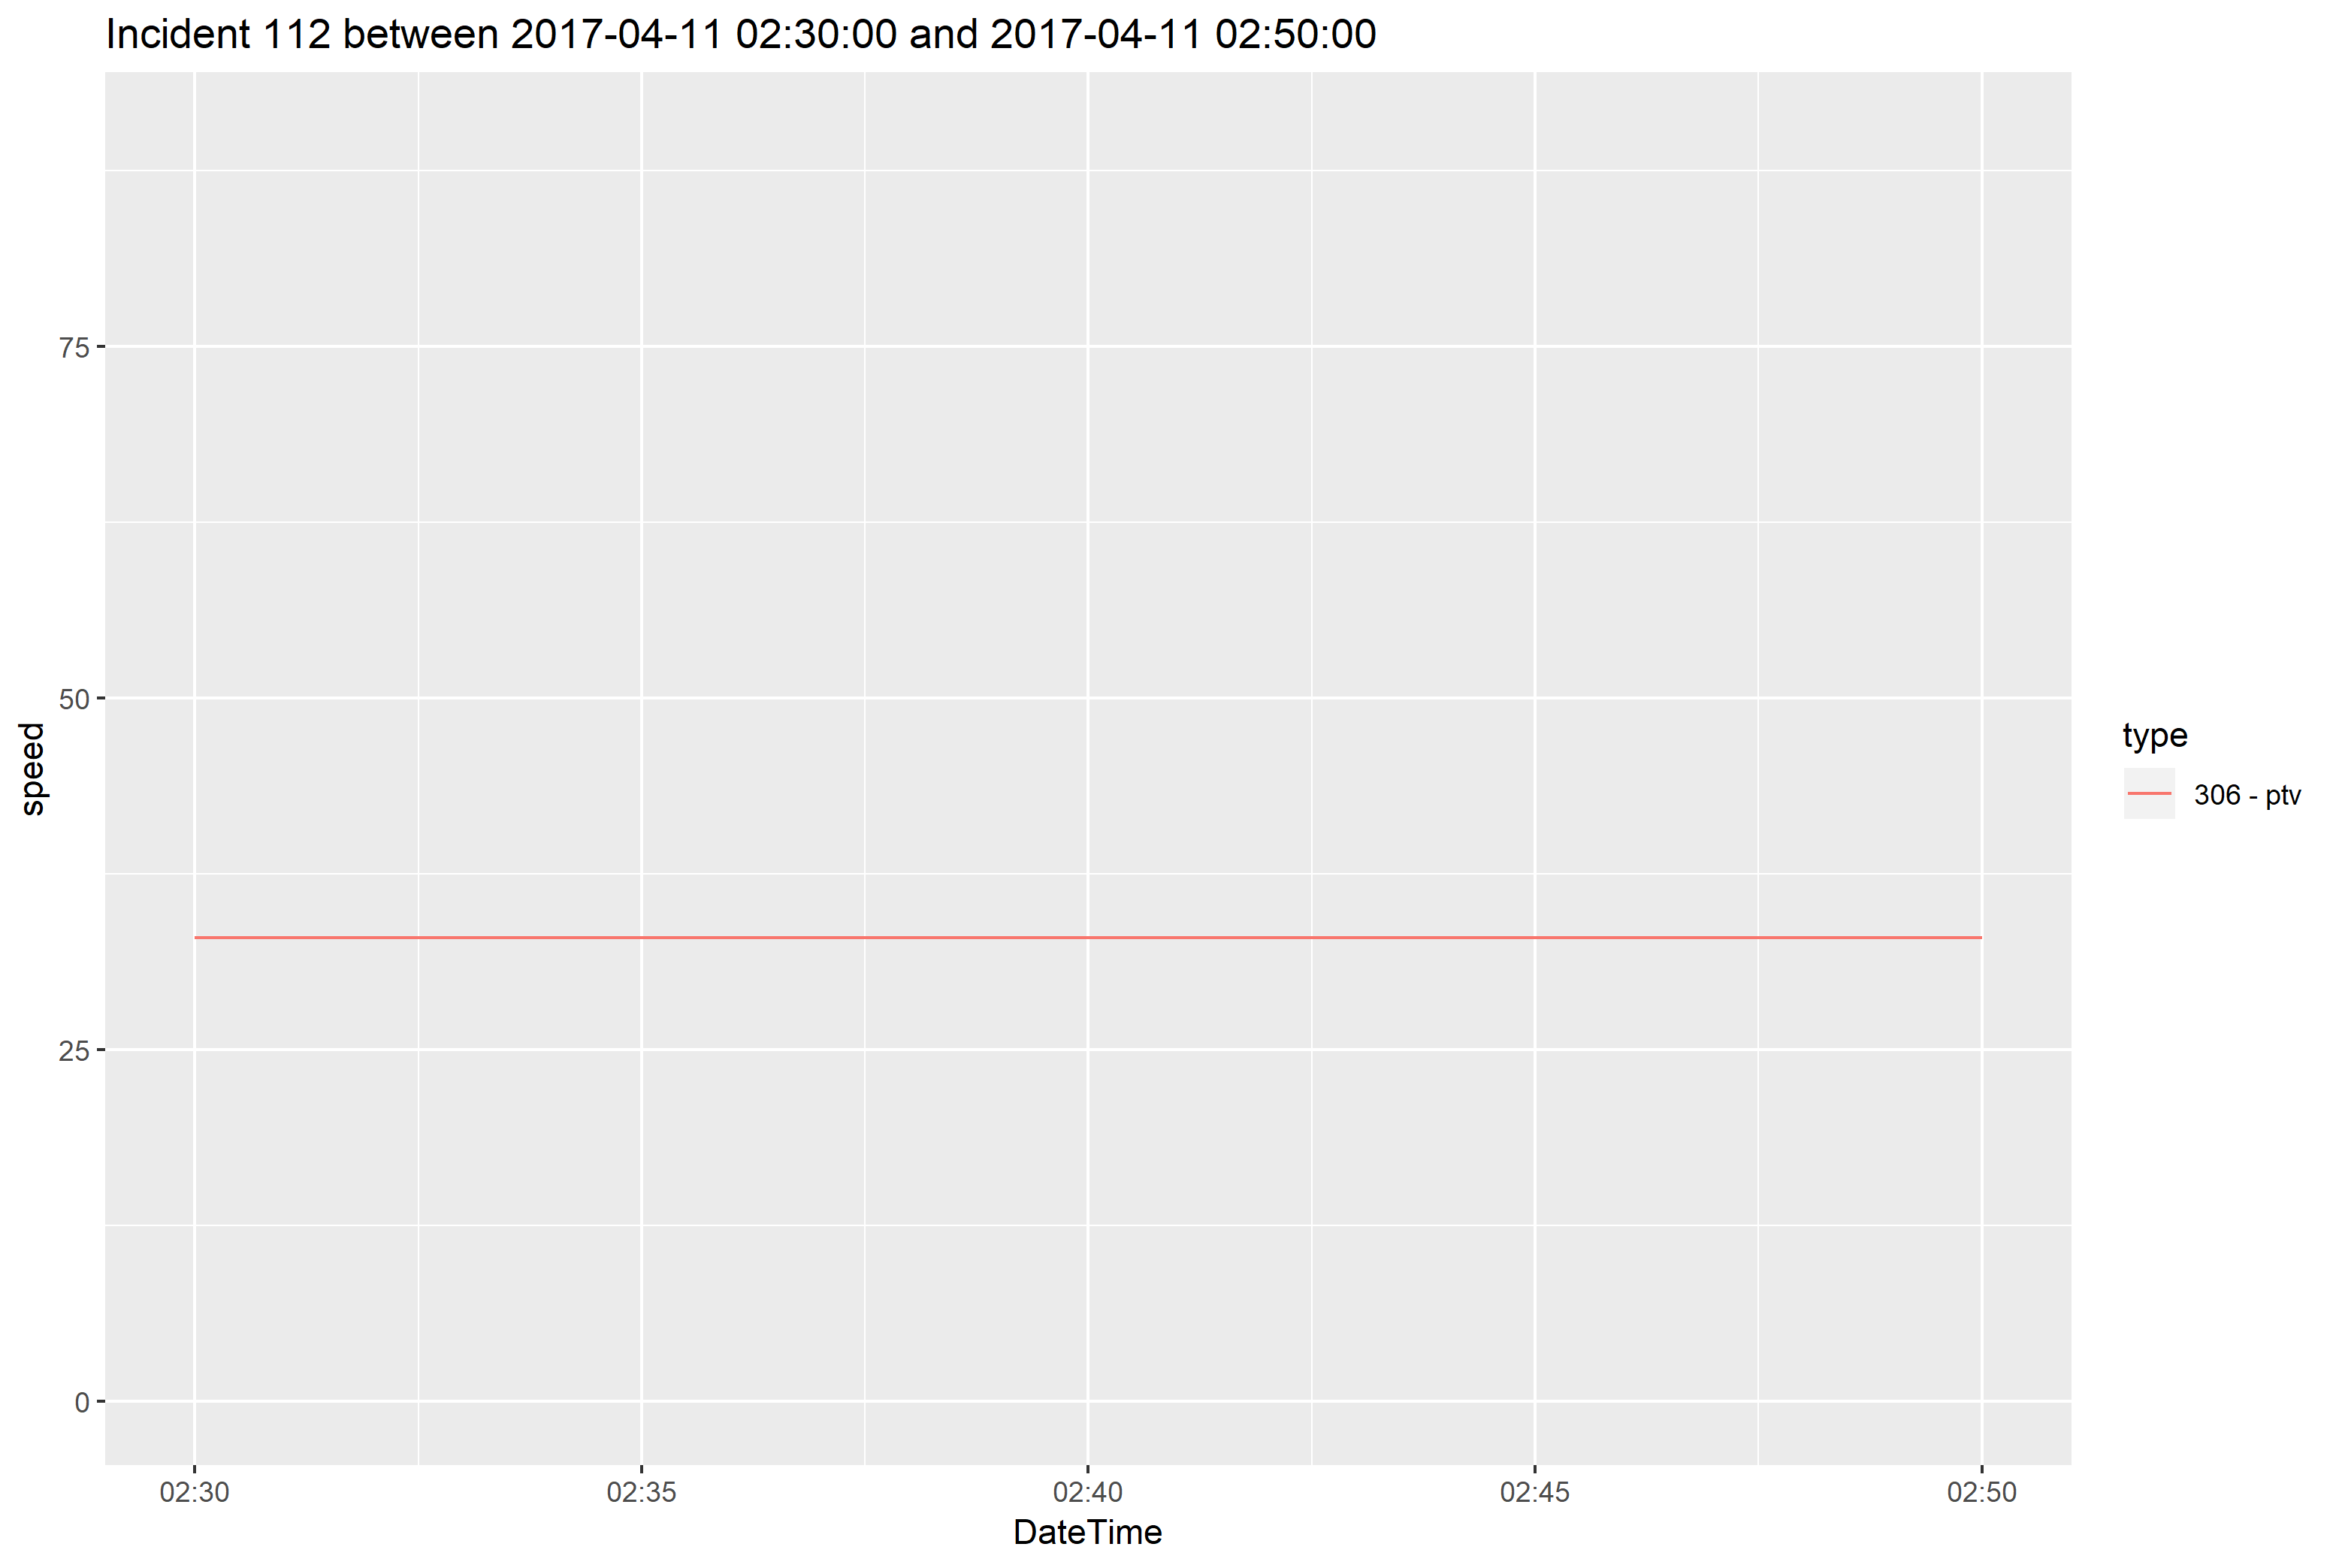 Incident 112 between 2017-04-11 02:30:00 and 2017-04-11 02:50:00
75
50
25
0
speed
02:30 02:35 02:40 02:45 02:50
DateTime
type
306 - ptv